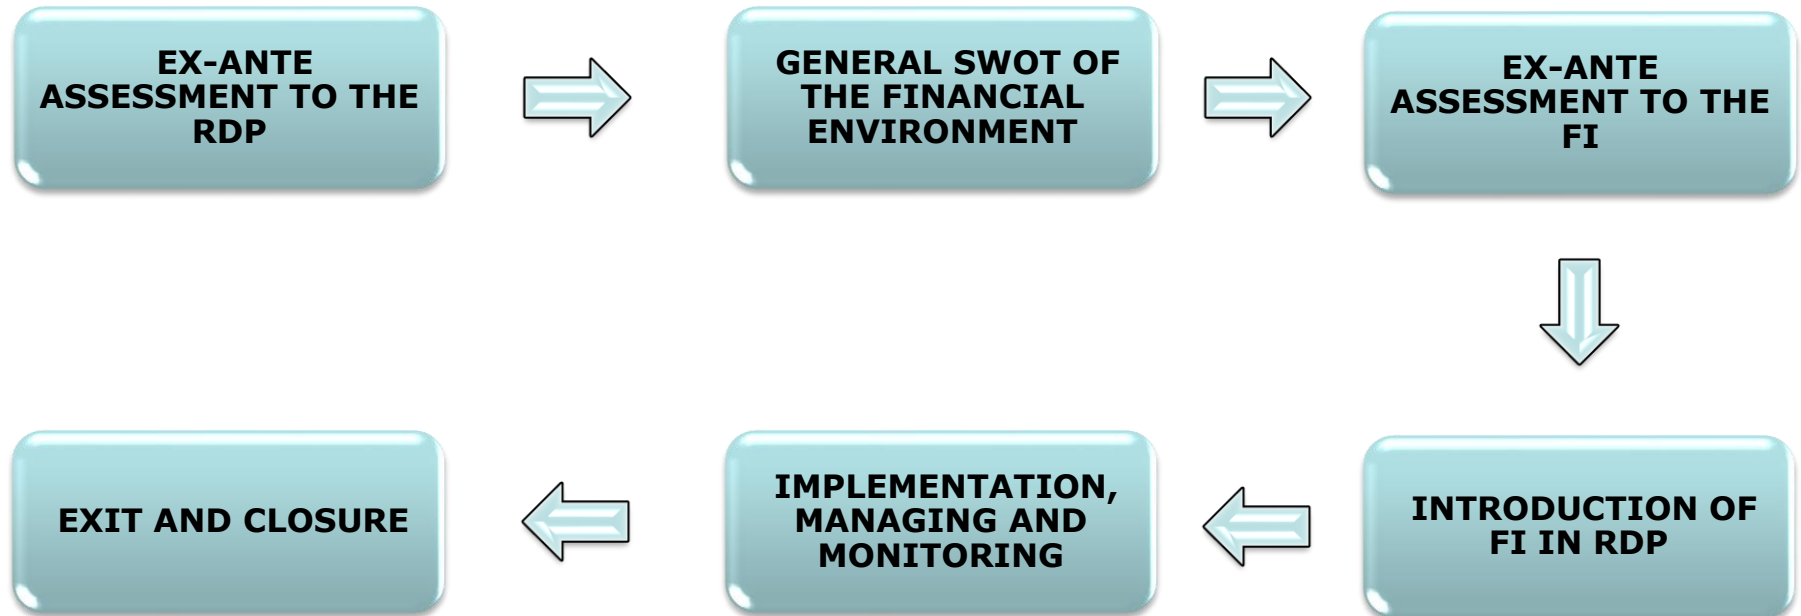 EX-ANTE
ASSESSMENT TO THE
RDP
GENERAL SWOT OF
THE FINANCIAL
ENVIRONMENT
EX-ANTE
ASSESSMENT TO THE
FI
INTRODUCTION OF
FI IN RDP
IMPLEMENTATION,
MANAGING AND
MONITORING
EXIT AND CLOSURE